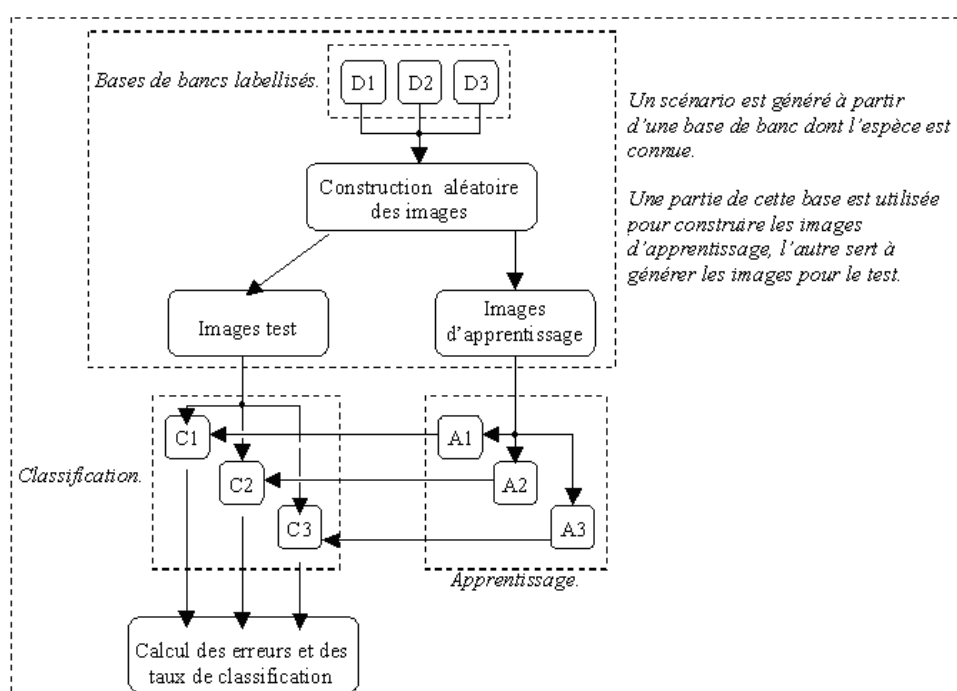 Bases de bancs labellisés.
D1 D2 D3
Un scénario est généré à partir
d'une base de banc dont l'espèce est
connue.
Construction aléatoire
des images
Une partie de cette base est utilisée
pour construire les images
d'apprentissage, l'autre sert à
générer les images pour le test.
Images test
Images
d'apprentissage
C1
A1
Classification.
C2
A2
C3
A3
Apprentissage.
Calcul des erreurs et des
taux de classification